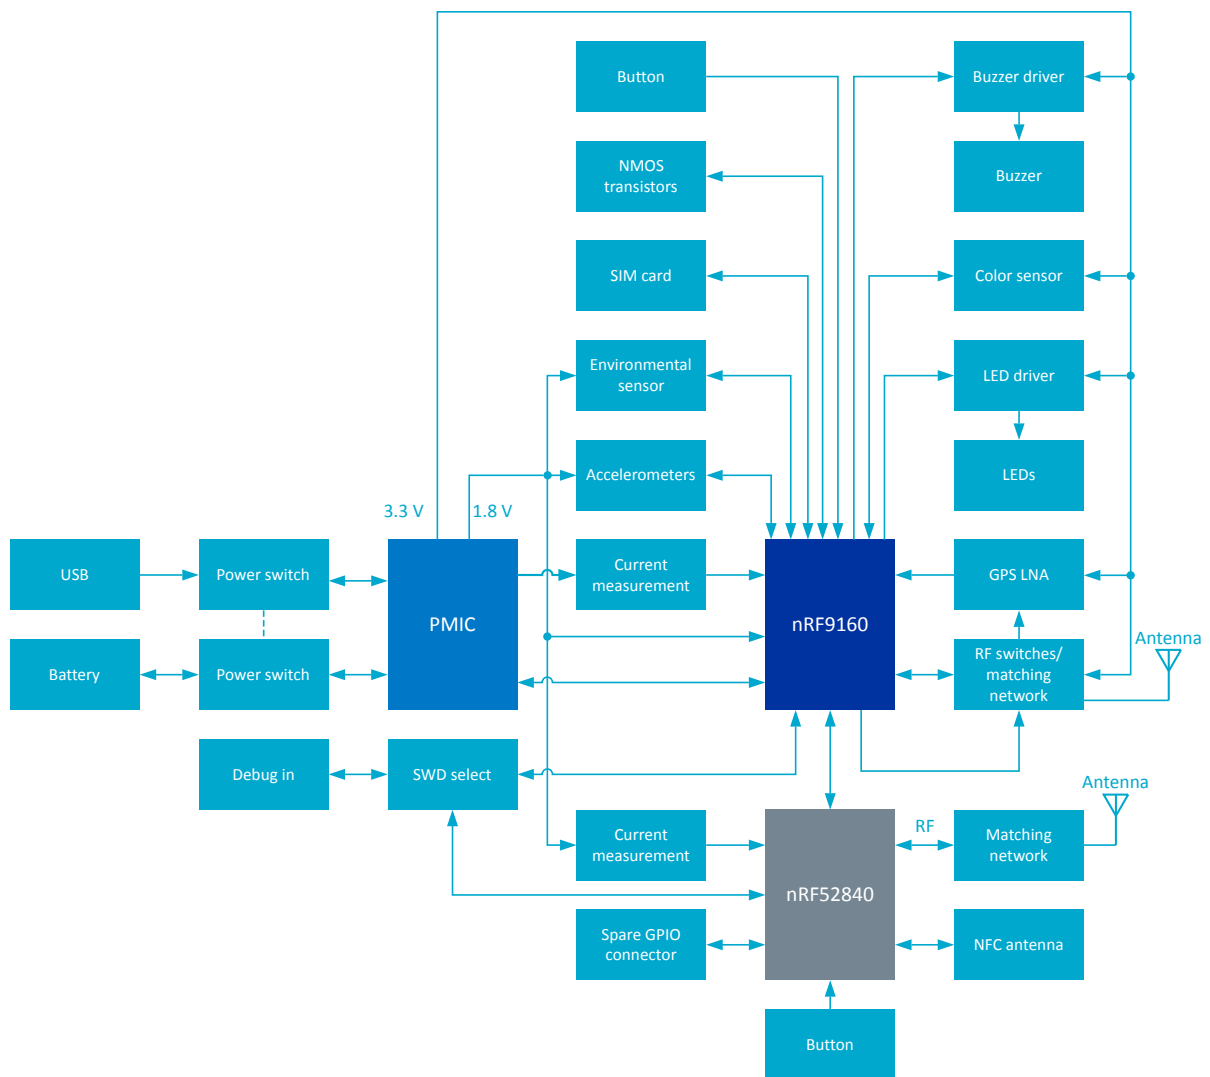 Button
Buzzer driver
NMOS
transistors
Buzzer
SIM card
Color sensor
Environmental
sensor
LED driver
Accelerometers
LEDs
3.3 V
1.8 V
USB
Power switch
PMIC
Current
measurement
nRF9160
GPS LNA
Battery
Power switch
RF switches/
matching
network
Antenna
Debug in
SWD select
Antenna
Current
measurement
RF
Matching
network
nRF52840
Spare GPIO
connector
NFC antenna
Button